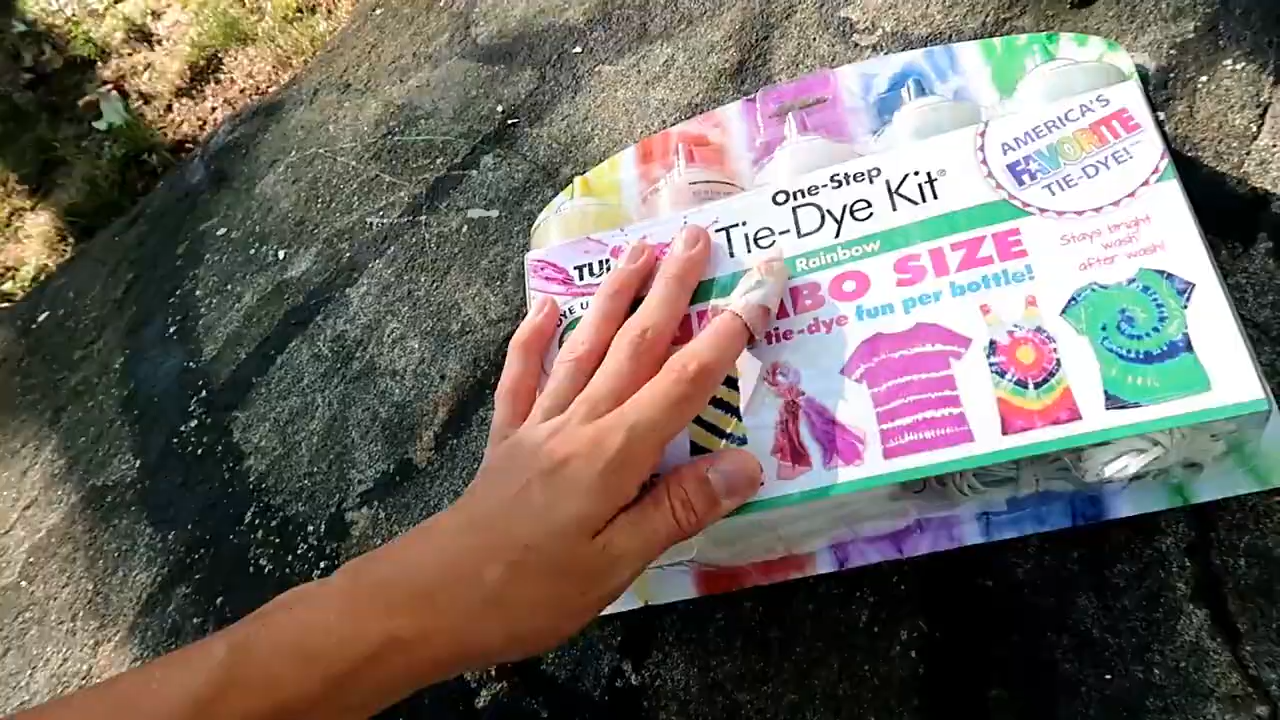 AMERICA'S
FAVORITE
TIE-DYE!
One-Step
Tie-Dye Kit®
Rainbow
SIZE
tie-dye fun per bottle!
Stays bright
wash
after wash!